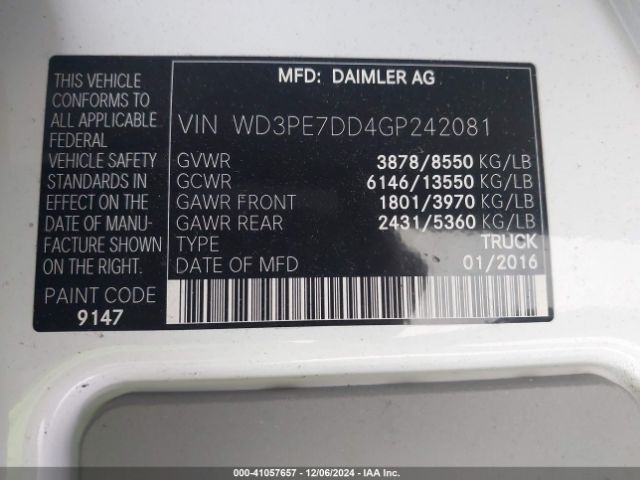 MFD: DAIMLER AG
THIS VEHICLE
CONFORMS TO
ALL APPLICABLE
FEDERAL
VEHICLE SAFETY
STANDARDS IN
EFFECT ON THE
DATE OF MANU-
FACTURE SHOWN
ON THE RIGHT.
PAINT CODE
9147
VIN WD3PE7DD4GP242081
GVWR 3878/8550 KG/LB
GCWR 6146/13550 KG/LB
GAWR FRONT 1801/3970 KG/LB
GAWR REAR 2431/5360 KG/LB
TYPE TRUCK
DATE OF MFD 01/2016
000-41057657 - 12/06/2024 - IAAI.COM